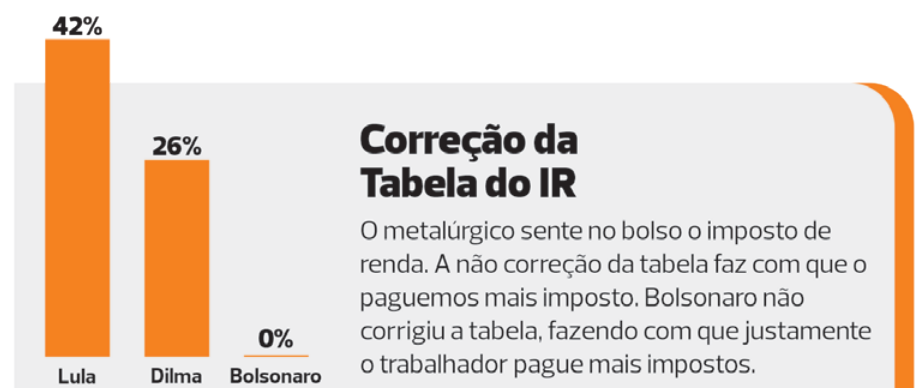 42%
26%
0%
Lula
Dilma
Bolsonaro
Correção da
Tabela do IR
O metalúrgico sente no bolso o imposto de
renda. A não correção da tabela faz com que o
paguemos mais imposto. Bolsonaro não
corrigiu a tabela, fazendo com que justamente
o trabalhador pague mais impostos.